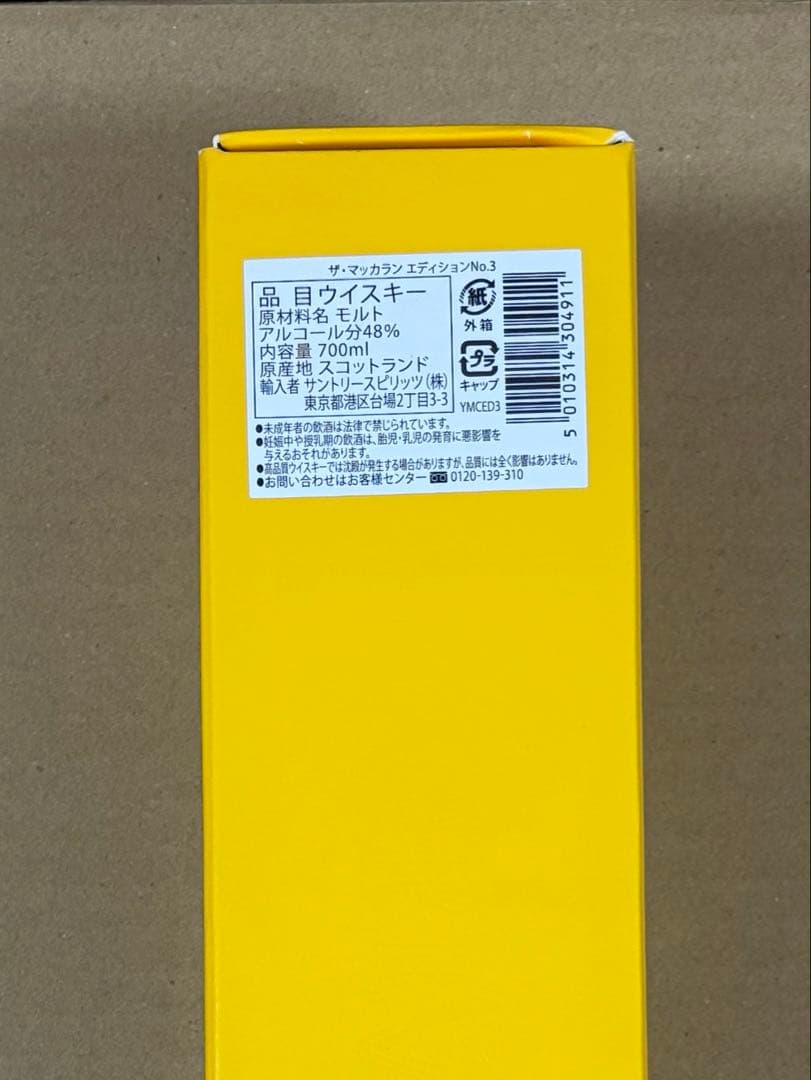 ザ・マッカラン エディションNo.3
品 目 ウイスキー
原材料名 モルト
アルコール分48%
内容量 700ml
原産地 スコットランド
輸入者 サントリースピリッツ(株)
東京都港区台場2丁目3-3
紙
外箱
プラ
キャップ
YMCED3
5 010314 304911
●未成年者の飲酒は法律で禁じられています。
●妊娠中や授乳期の飲酒は、胎児・乳児の発育に悪影響を
与えるおそれがあります。
●高品質ウイスキーでは沈殿が発生する場合がありますが、品質には全く影響はありません。
●お問い合わせはお客様センター 0120-139-310